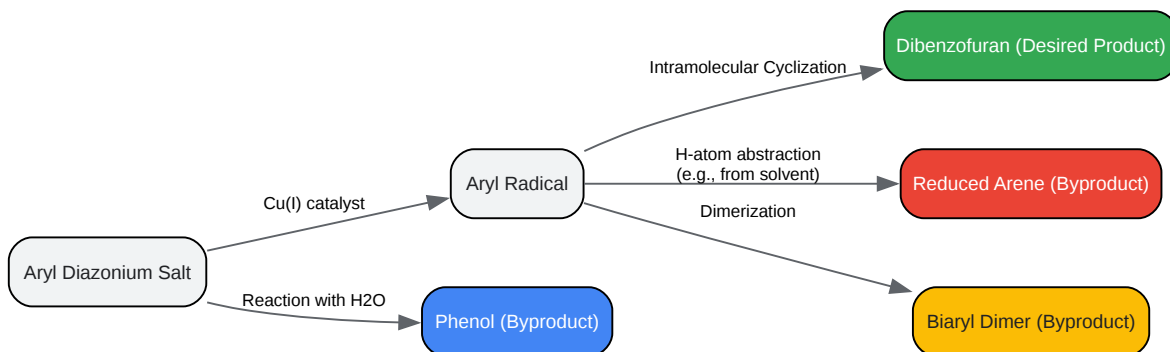 Dibenzofuran (Desired Product)
Intramolecular Cyclization
H-atom abstraction
(e.g., from solvent)
Aryl Radical
Reduced Arene (Byproduct)
Cu(I) catalyst
Dimerization
Aryl Diazonium Salt
Reaction with H2O
Phenol (Byproduct)
Biaryl Dimer (Byproduct)